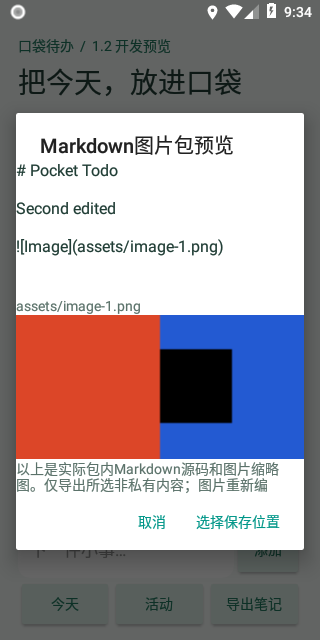 9:34
口袋待办 / 1.2 开发预览
把今天，放进口袋
Markdown图片包预览
# Pocket Todo
Second edited
![Image](assets/image-1.png)
assets/image-1.png
以上是实际包内Markdown源码和图片缩略
图。仅导出所选非私有内容；图片重新编
取消
选择保存位置
添加
今天
活动
导出笔记